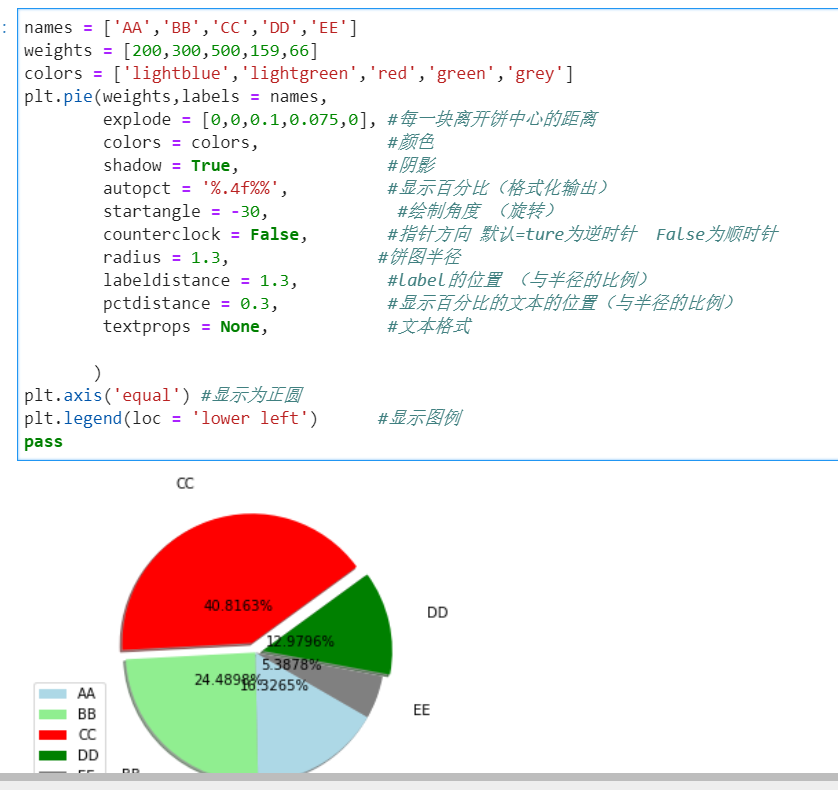 :
names = ['AA','BB','CC','DD','EE']
weights = [200,300,500,159,66]
colors = ['lightblue','lightgreen','red','green','grey']
plt.pie(weights,labels = names,
explode = [0,0,0.1,0.075,0], #每一块离开饼中心的距离
colors = colors, #颜色
shadow = True, #阴影
autopct = '%.4f%%', #显示百分比（格式化输出）
startangle = -30, #绘制角度 （旋转）
counterclock = False, #指针方向 默认=ture为逆时针 False为顺时针
radius = 1.3, #饼图半径
labeldistance = 1.3, #label的位置 （与半径的比例）
pctdistance = 0.3, #显示百分比的文本的位置（与半径的比例）
textprops = None, #文本格式
)
plt.axis('equal') #显示为正圆
plt.legend(loc = 'lower left') #显示图例
pass
CC
40.8163%
DD
12.9796%
5.3878%
24.4898%
16.3265%
EE
AA
BB
CC
DD
EE
BB